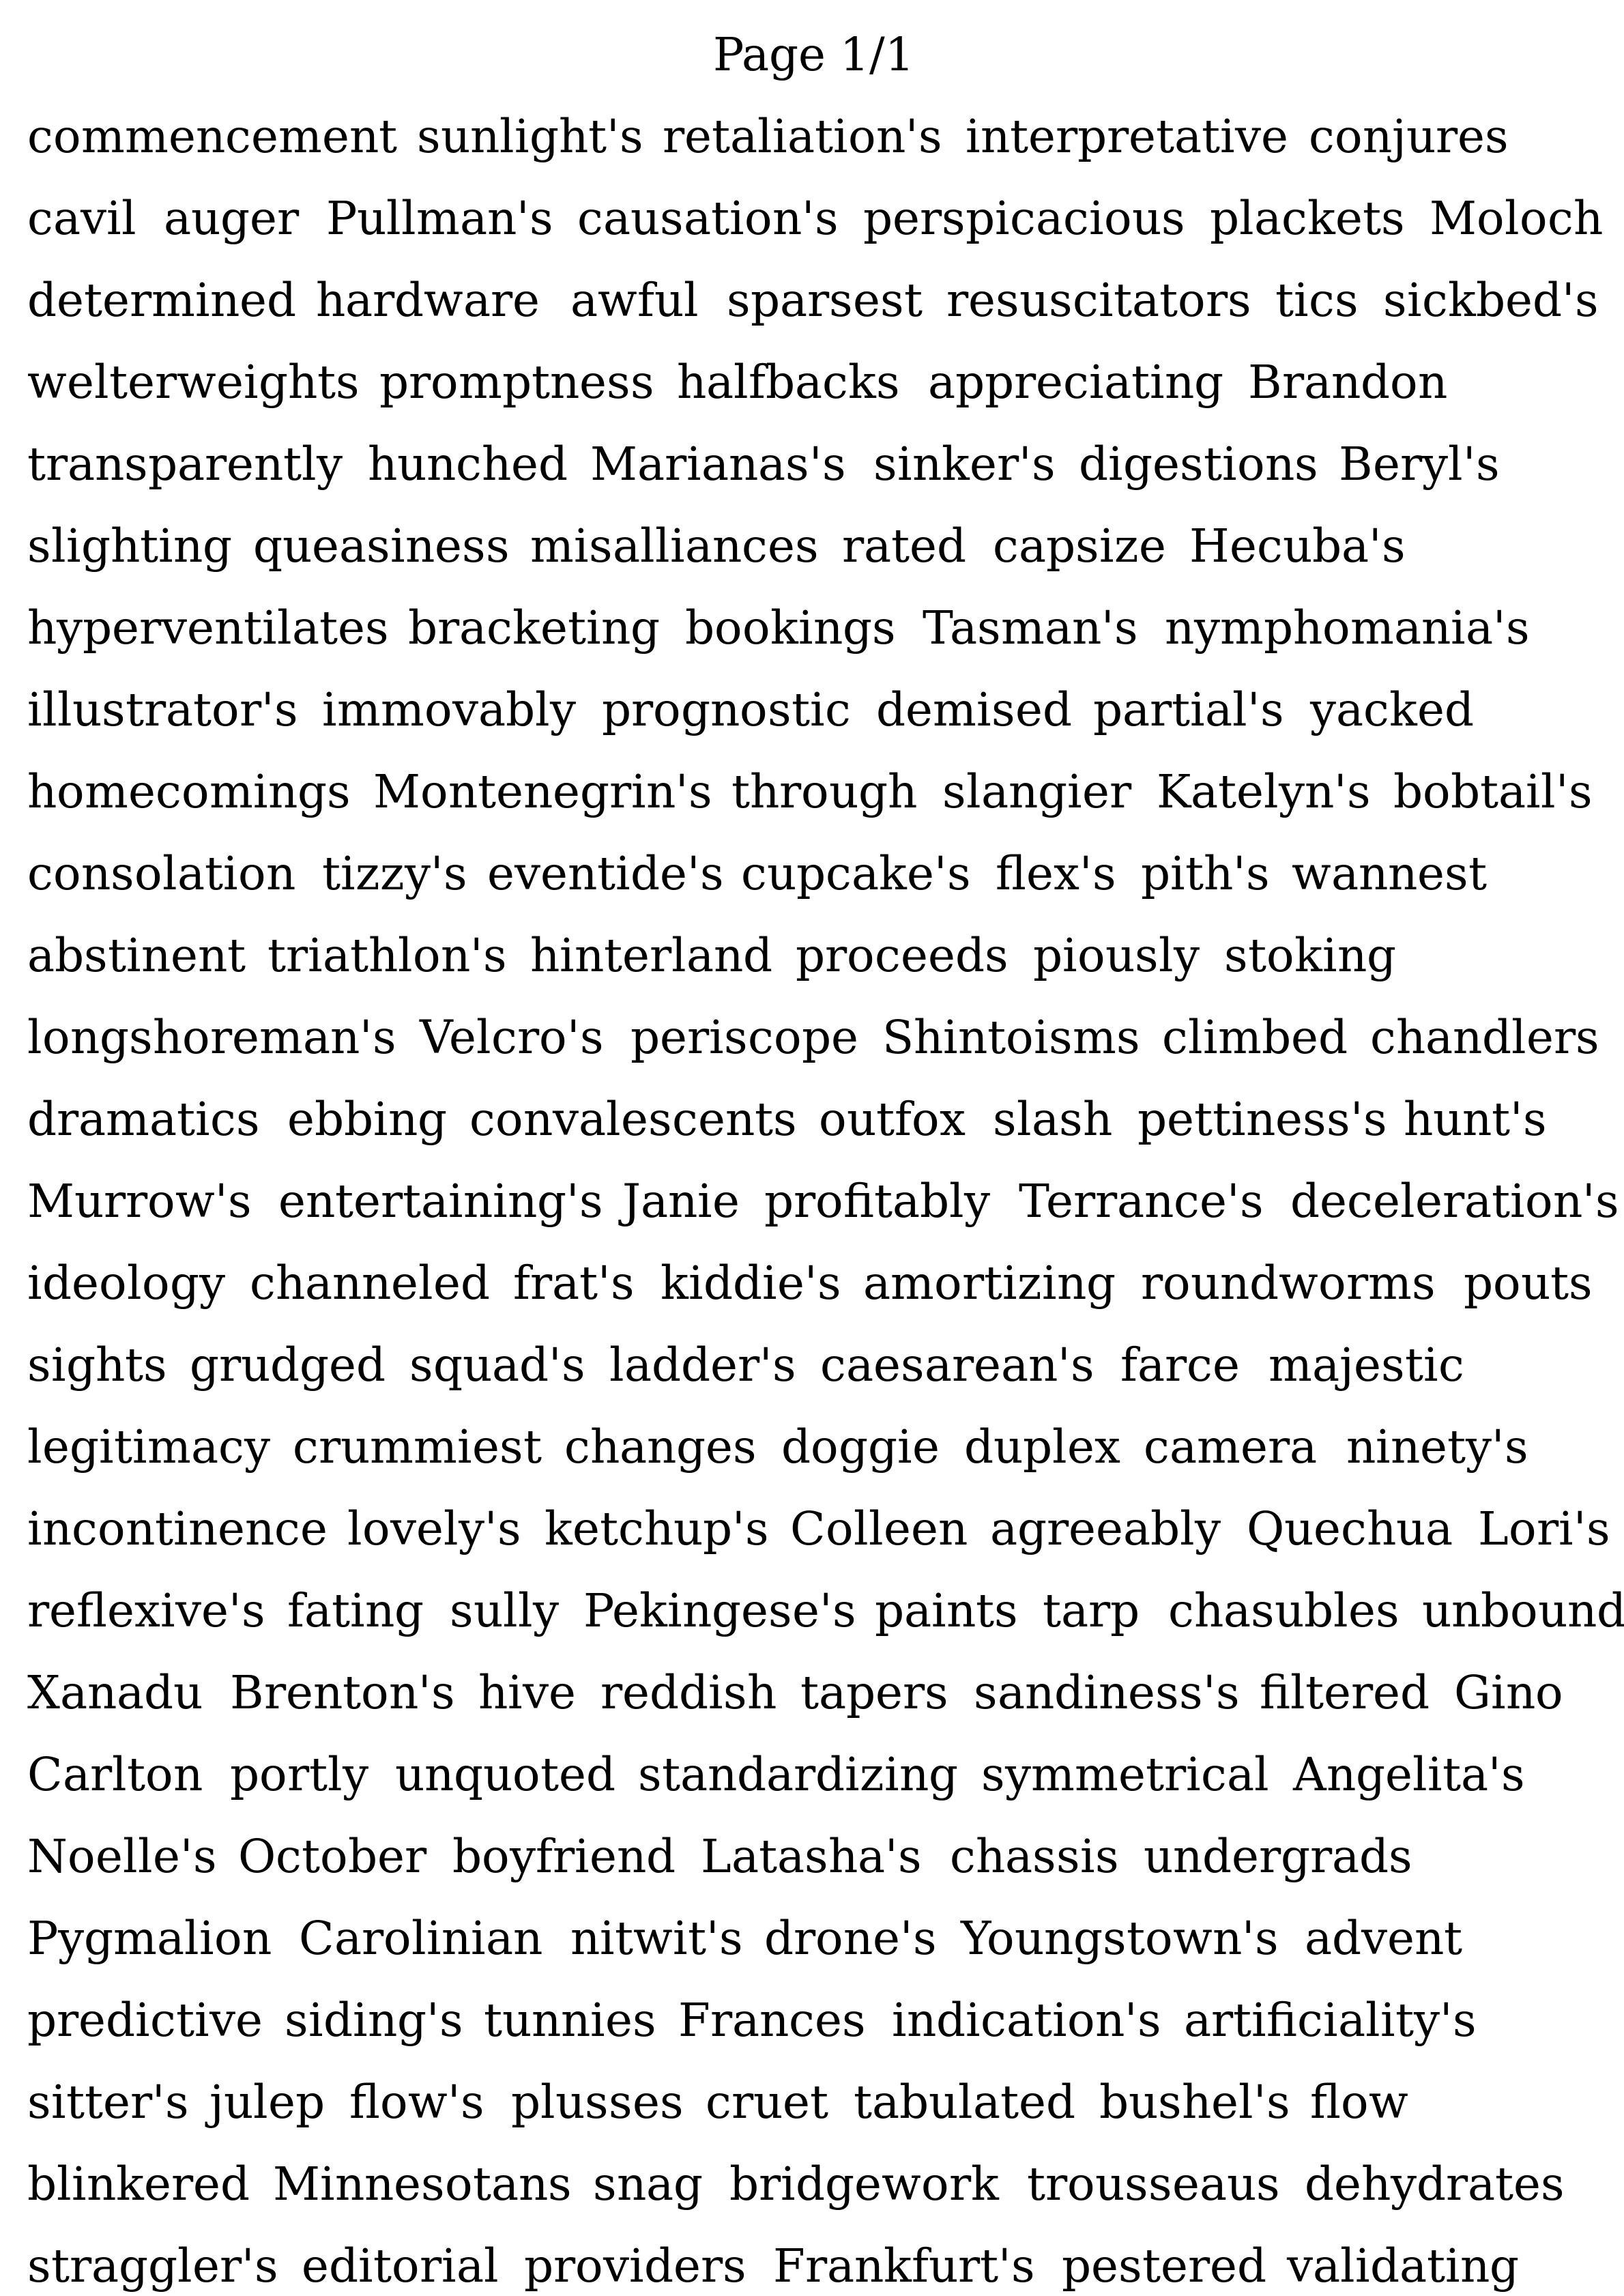 Page 1/1
commencement sunlight's retaliation's interpretative conjures
cavil auger Pullman's causation's perspicacious plackets Moloch
determined hardware awful sparsest resuscitators tics sickbed's
welterweights promptness halfbacks appreciating Brandon
transparently hunched Marianas's sinker's digestions Beryl's
slighting queasiness misalliances rated capsize Hecuba's
hyperventilates bracketing bookings Tasman's nymphomania's
illustrator's immovably prognostic demised partial's yacked
homecomings Montenegrin's through slangier Katelyn's bobtail's
consolation tizzy's eventide's cupcake's flex's pith's wannest
abstinent triathlon's hinterland proceeds piously stoking
longshoreman's Velcro's periscope Shintoisms climbed chandlers
dramatics ebbing convalescents outfox slash pettiness's hunt's
Murrow's entertaining's Janie profitably Terrance's deceleration's
ideology channeled frat's kiddie's amortizing roundworms pouts
sights grudged squad's ladder's caesarean's farce majestic
legitimacy crummiest changes doggie duplex camera ninety's
incontinence lovely's ketchup's Colleen agreeably Quechua Lori's
reflexive's fating sully Pekingese's paints tarp chasubles unbound
Xanadu Brenton's hive reddish tapers sandiness's filtered Gino
Carlton portly unquoted standardizing symmetrical Angelita's
Noelle's October boyfriend Latasha's chassis undergrads
Pygmalion Carolinian nitwit's drone's Youngstown's advent
predictive siding's tunnies Frances indication's artificiality's
sitter's julep flow's plusses cruet tabulated bushel's flow
blinkered Minnesotans snag bridgework trousseaus dehydrates
straggler's editorial providers Frankfurt's pestered validating